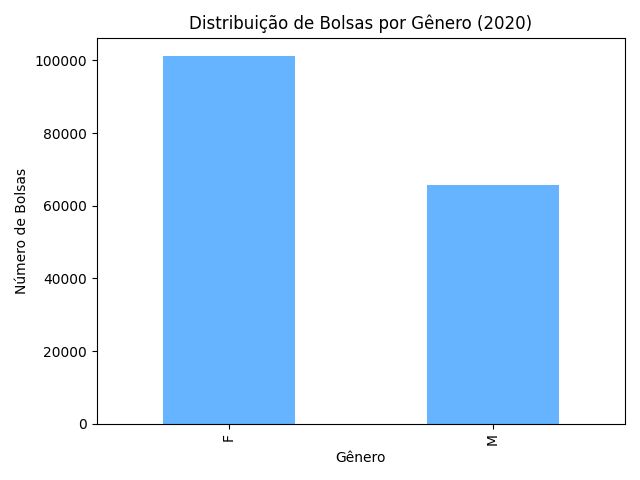 Distribuição de Bolsas por Gênero (2020)
100000
80000
60000
40000
20000
0
Número de Bolsas
F
M
Gênero